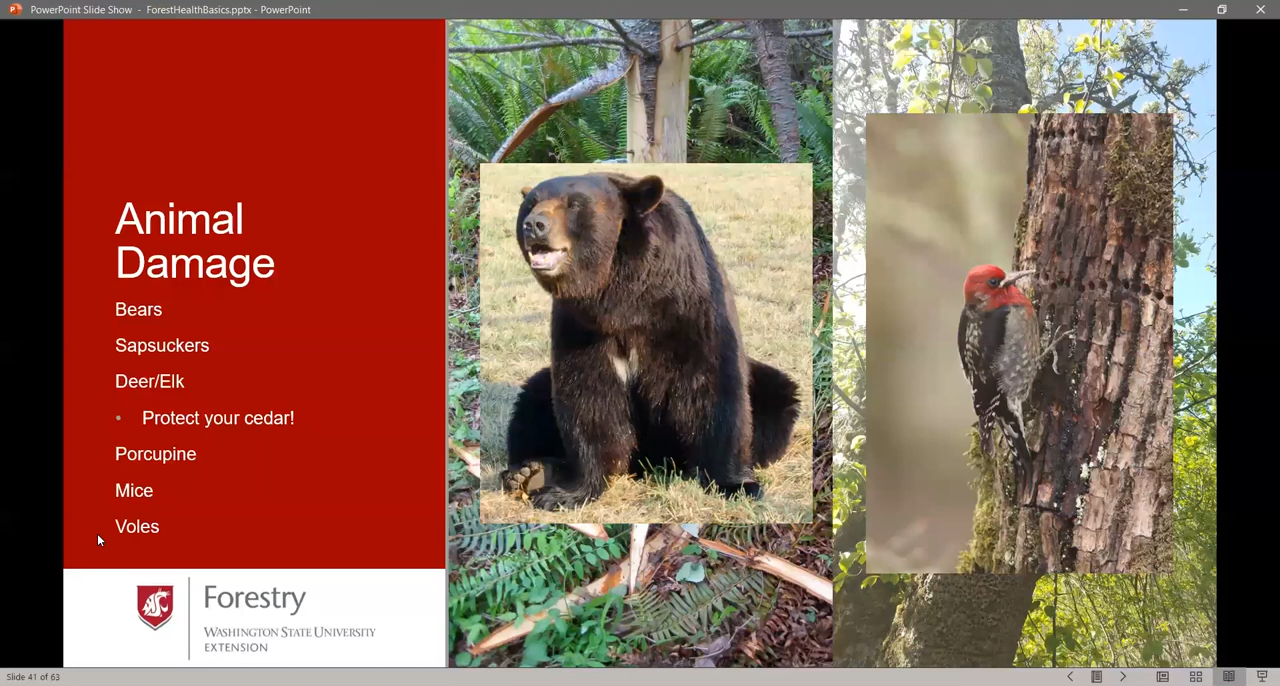 PowerPoint Slide Show - ForestHealthBasics.pptx - PowerPoint
Animal
Damage
Bears
Sapsuckers
Deer/Elk
• Protect your cedar!
Porcupine
Mice
Voles
Forestry
WASHINGTON STATE UNIVERSITY
EXTENSION
Slide 41 of 63